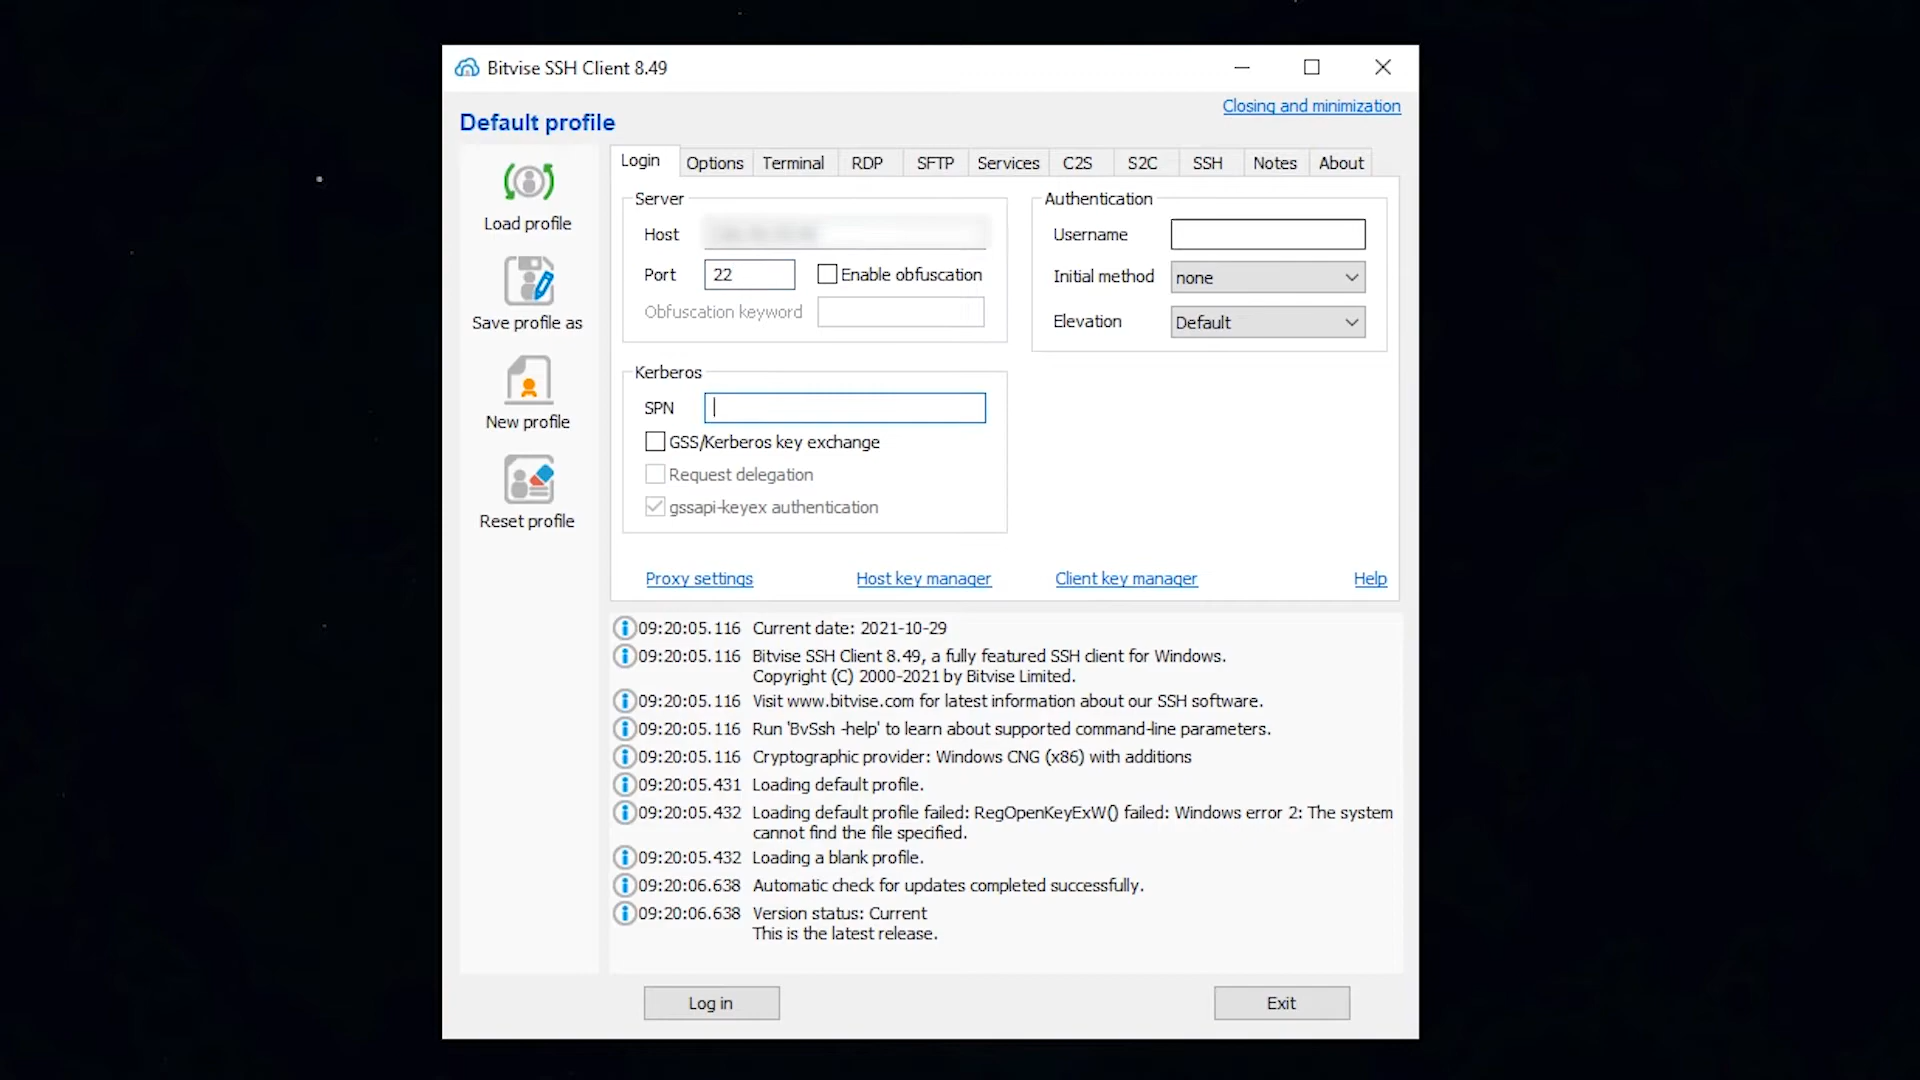 Bitvise SSH Client 8.49
Closing and minimization
Default profile
Load profile
Save profile as
New profile
Reset profile
Login Options Terminal RDP SFTP Services C2S S2C SSH Notes About
Server
Host
Port 22 Enable obfuscation
Obfuscation keyword
Authentication
Username
Initial method none
Elevation Default
Kerberos
SPN
GSS/Kerberos key exchange
Request delegation
gssapi-keyex authentication
Proxy settings Host key manager Client key manager Help
09:20:05.116 Current date: 2021-10-29
09:20:05.116 Bitvise SSH Client 8.49, a fully featured SSH client for Windows.
Copyright (C) 2000-2021 by Bitvise Limited.
09:20:05.116 Visit www.bitvise.com for latest information about our SSH software.
09:20:05.116 Run 'BvSsh -help' to learn about supported command-line parameters.
09:20:05.116 Cryptographic provider: Windows CNG (x86) with additions
09:20:05.431 Loading default profile.
09:20:05.432 Loading default profile failed: RegOpenKeyExW() failed: Windows error 2: The system
cannot find the file specified.
09:20:05.432 Loading a blank profile.
09:20:06.638 Automatic check for updates completed successfully.
09:20:06.638 Version status: Current
This is the latest release.
Log in Exit